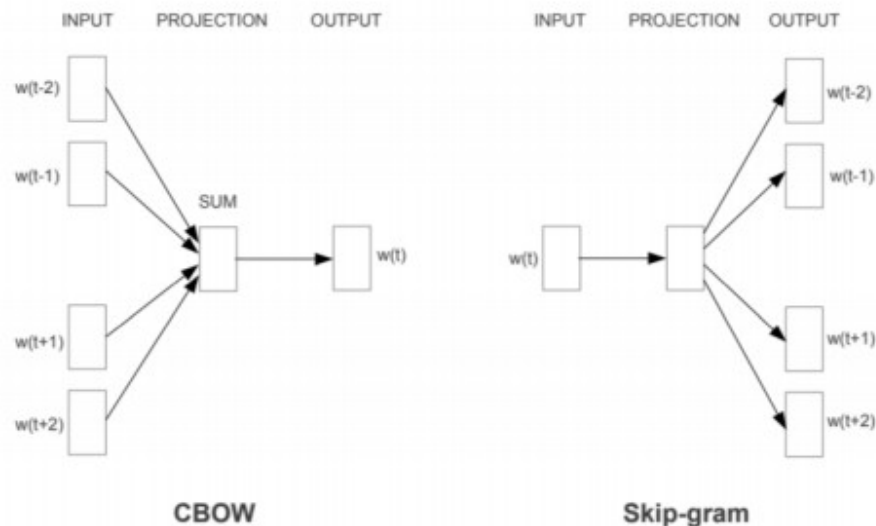 INPUT PROJECTION OUTPUT
w(t-2)
w(t-1)
SUM
w(t)
w(t+1)
w(t+2)
CBOW
INPUT PROJECTION OUTPUT
w(t-2)
w(t-1)
w(t)
w(t+1)
w(t+2)
Skip-gram